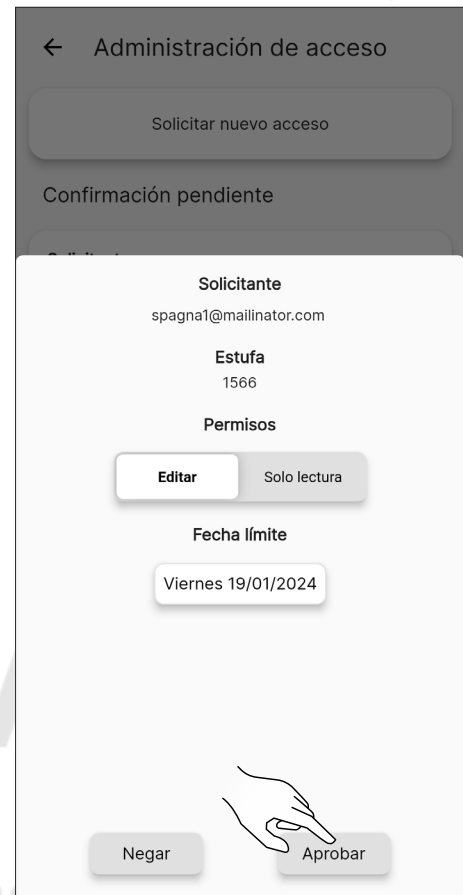 Administración de acceso
Solicitar nuevo acceso
Confirmación pendiente
Solicitante
spagna1@mailinator.com
Estufa
1566
Permisos
Editar Solo lectura
Fecha límite
Viernes 19/01/2024
Negar Aprobar